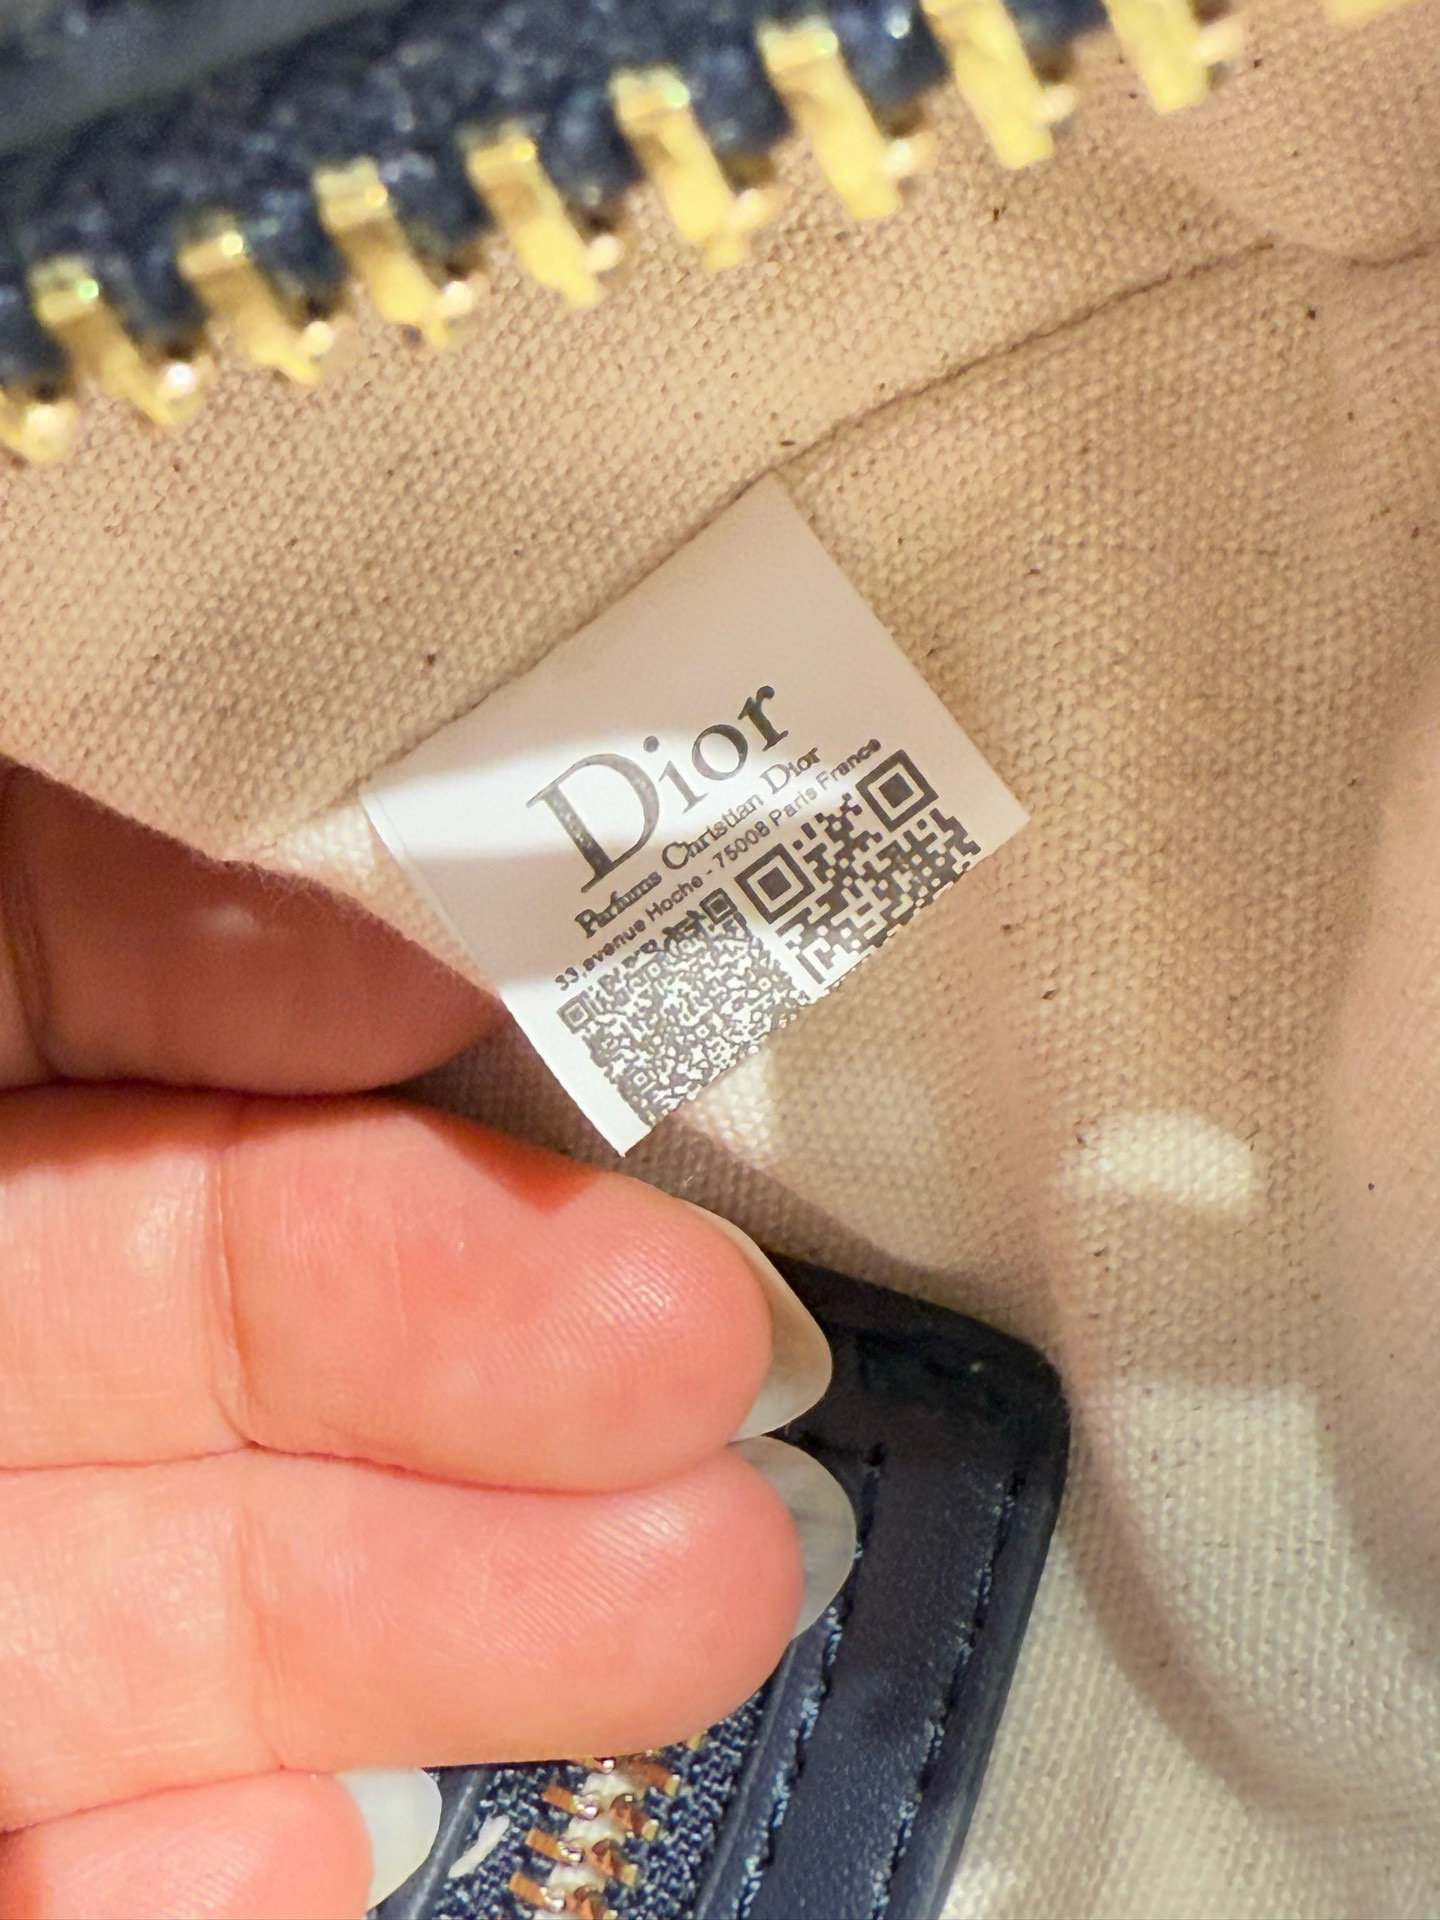 Dior
Parfums Christian Dior
33, avenue Hoche - 75008 Paris France